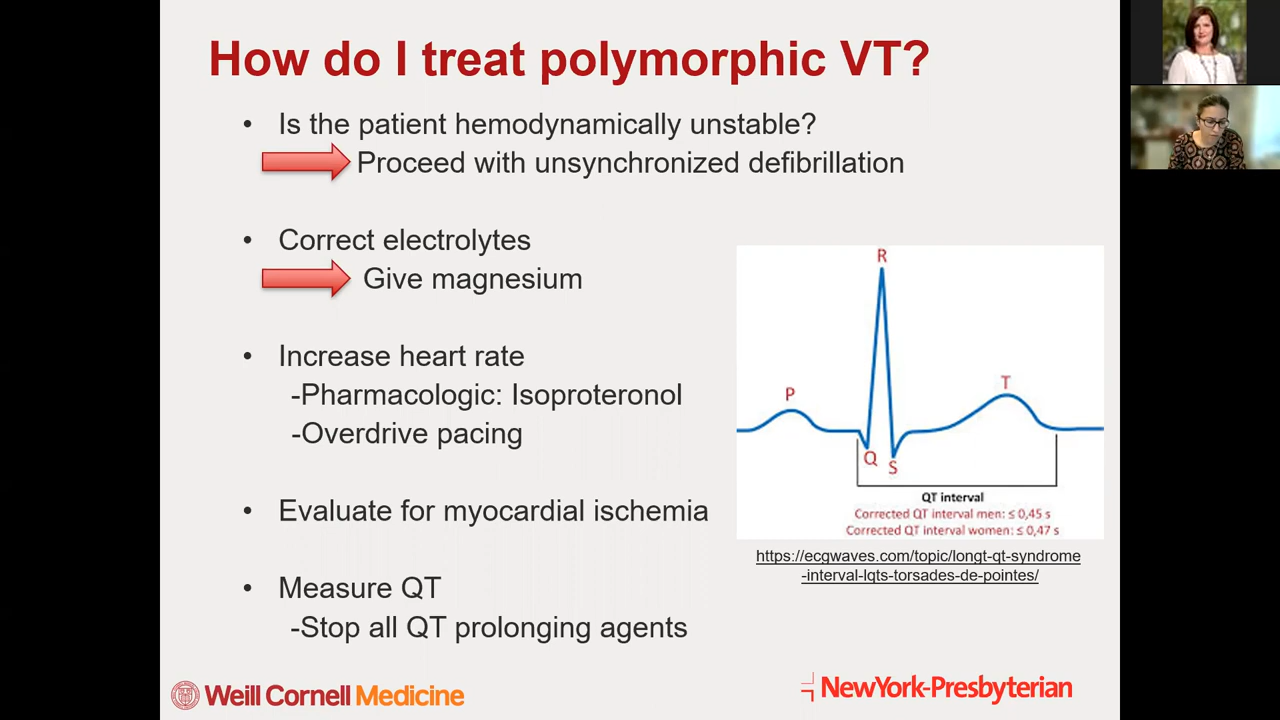 How do I treat polymorphic VT?
• Is the patient hemodynamically unstable?
Proceed with unsynchronized defibrillation
• Correct electrolytes
Give magnesium
• Increase heart rate
-Pharmacologic: Isoproteronol
-Overdrive pacing
• Evaluate for myocardial ischemia
• Measure QT
-Stop all QT prolonging agents
R
P
T
Q
S
QT interval
Corrected QT interval men: ≤ 0,45 s
Corrected QT interval women: ≤ 0,47 s
https://ecgwaves.com/topic/longt-qt-syndrome
-interval-lqts-torsades-de-pointes/
Weill Cornell Medicine
NewYork-Presbyterian